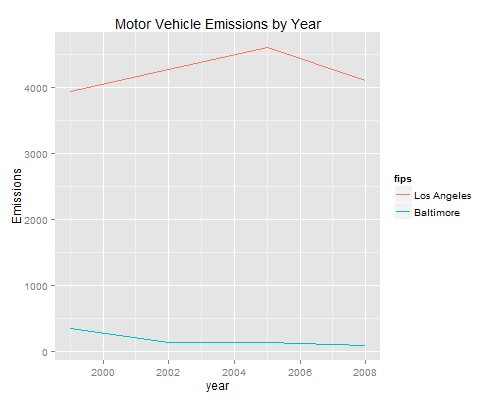 Motor Vehicle Emissions by Year
Emissions
4000
3000
2000
1000
0
2000
2002
2004
2006
2008
year
fips
Los Angeles
Baltimore